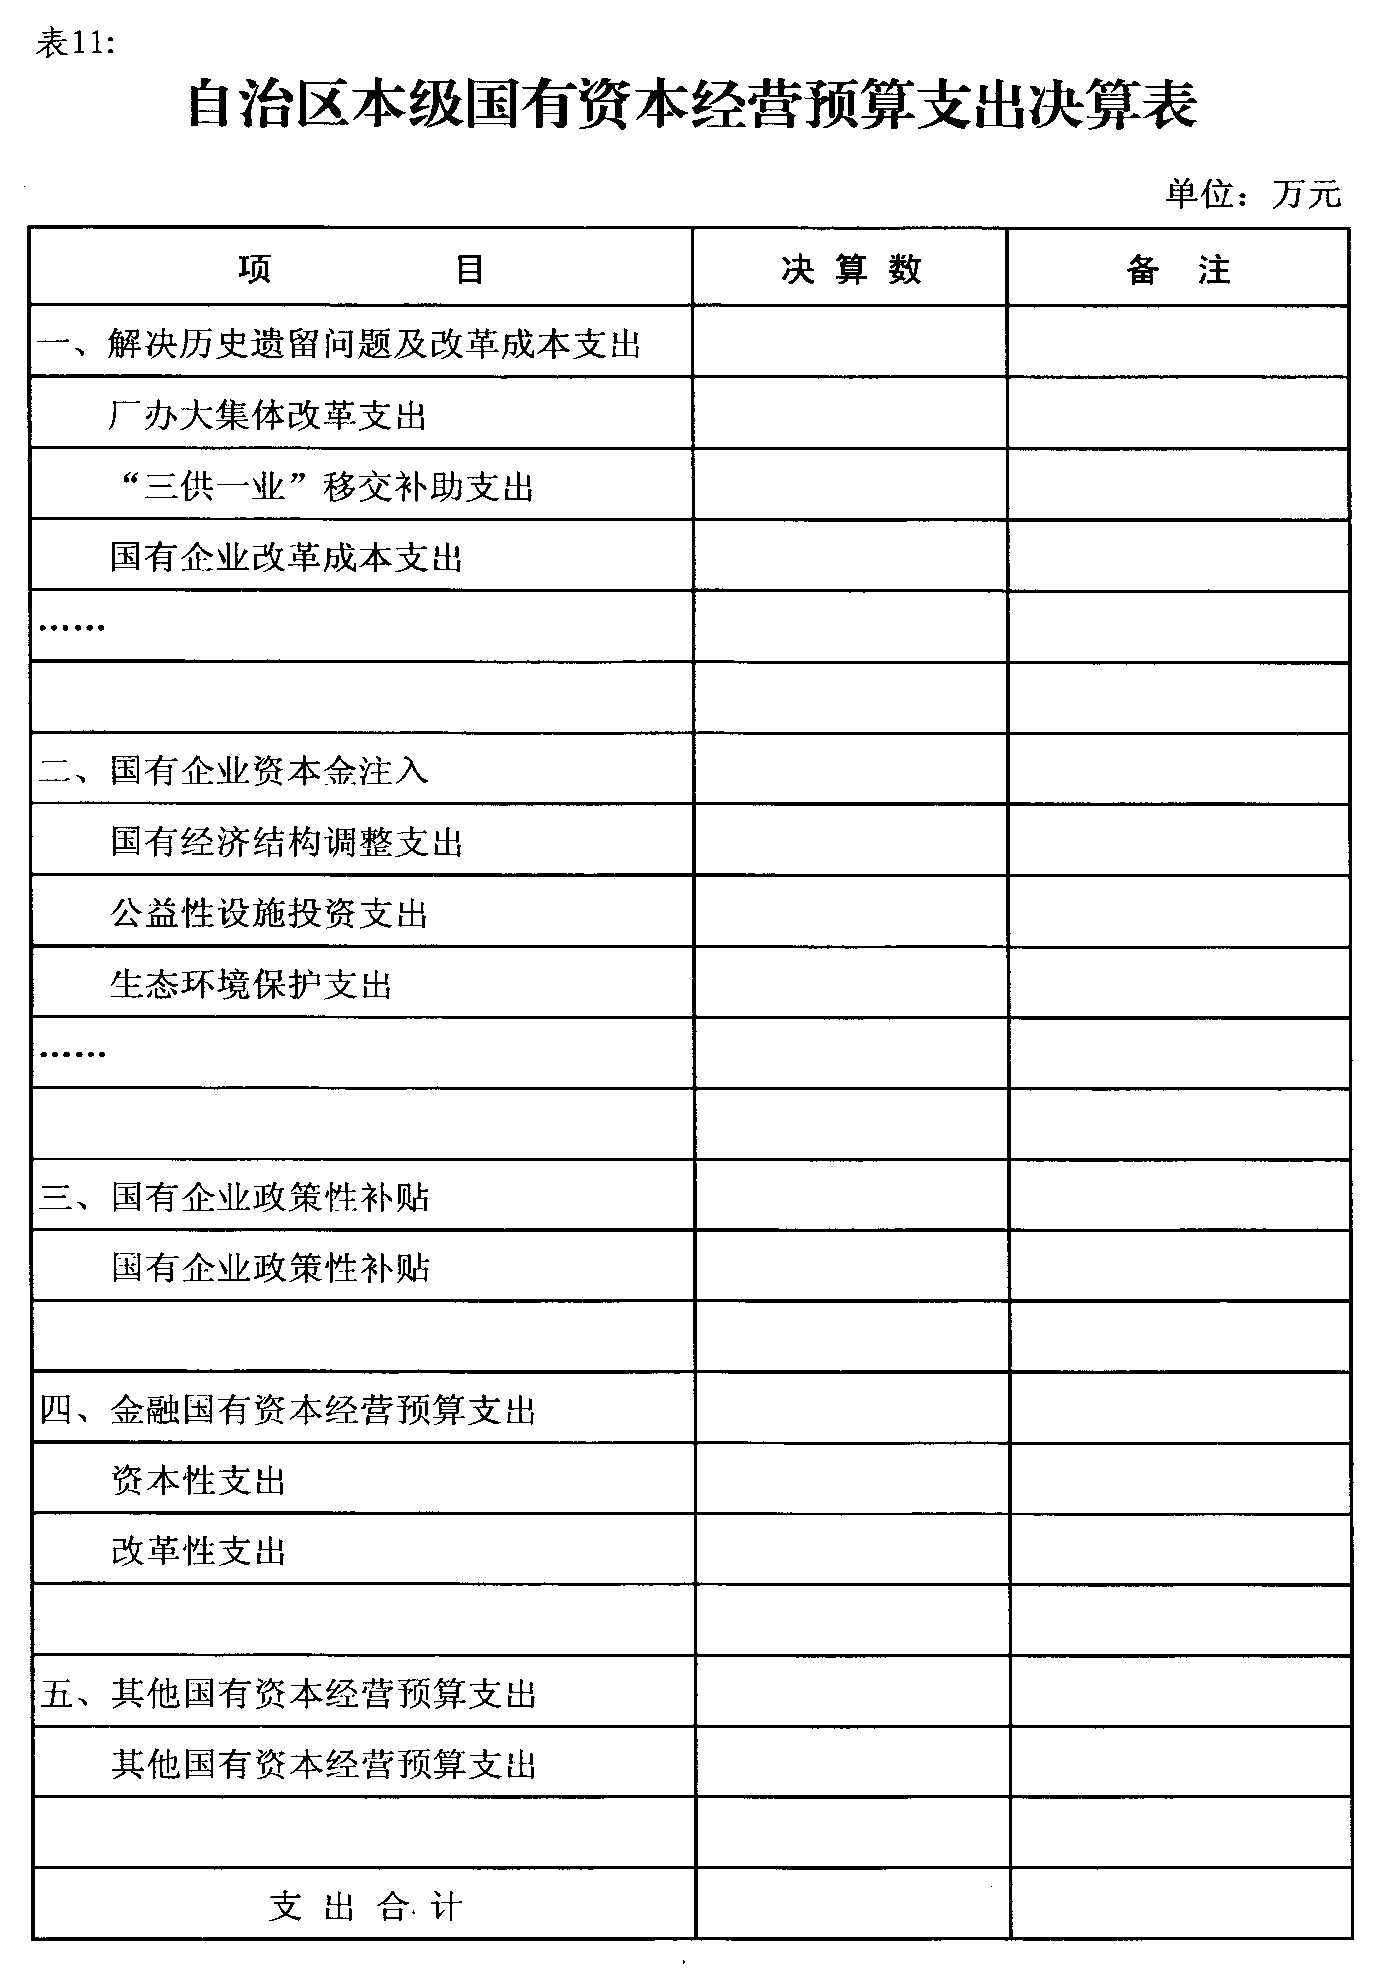 表11:
自治区本级国有资本经营预算支出决算表
单位：万元
项 目 决 算 数 备 注
一、解决历史遗留问题及改革成本支出
厂办大集体改革支出
“三供一业”移交补助支出
国有企业改革成本支出
……
二、国有企业资本金注入
国有经济结构调整支出
公益性设施投资支出
生态环境保护支出
……
三、国有企业政策性补贴
国有企业政策性补贴
四、金融国有资本经营预算支出
资本性支出
改革性支出
五、其他国有资本经营预算支出
其他国有资本经营预算支出
支 出 合 计